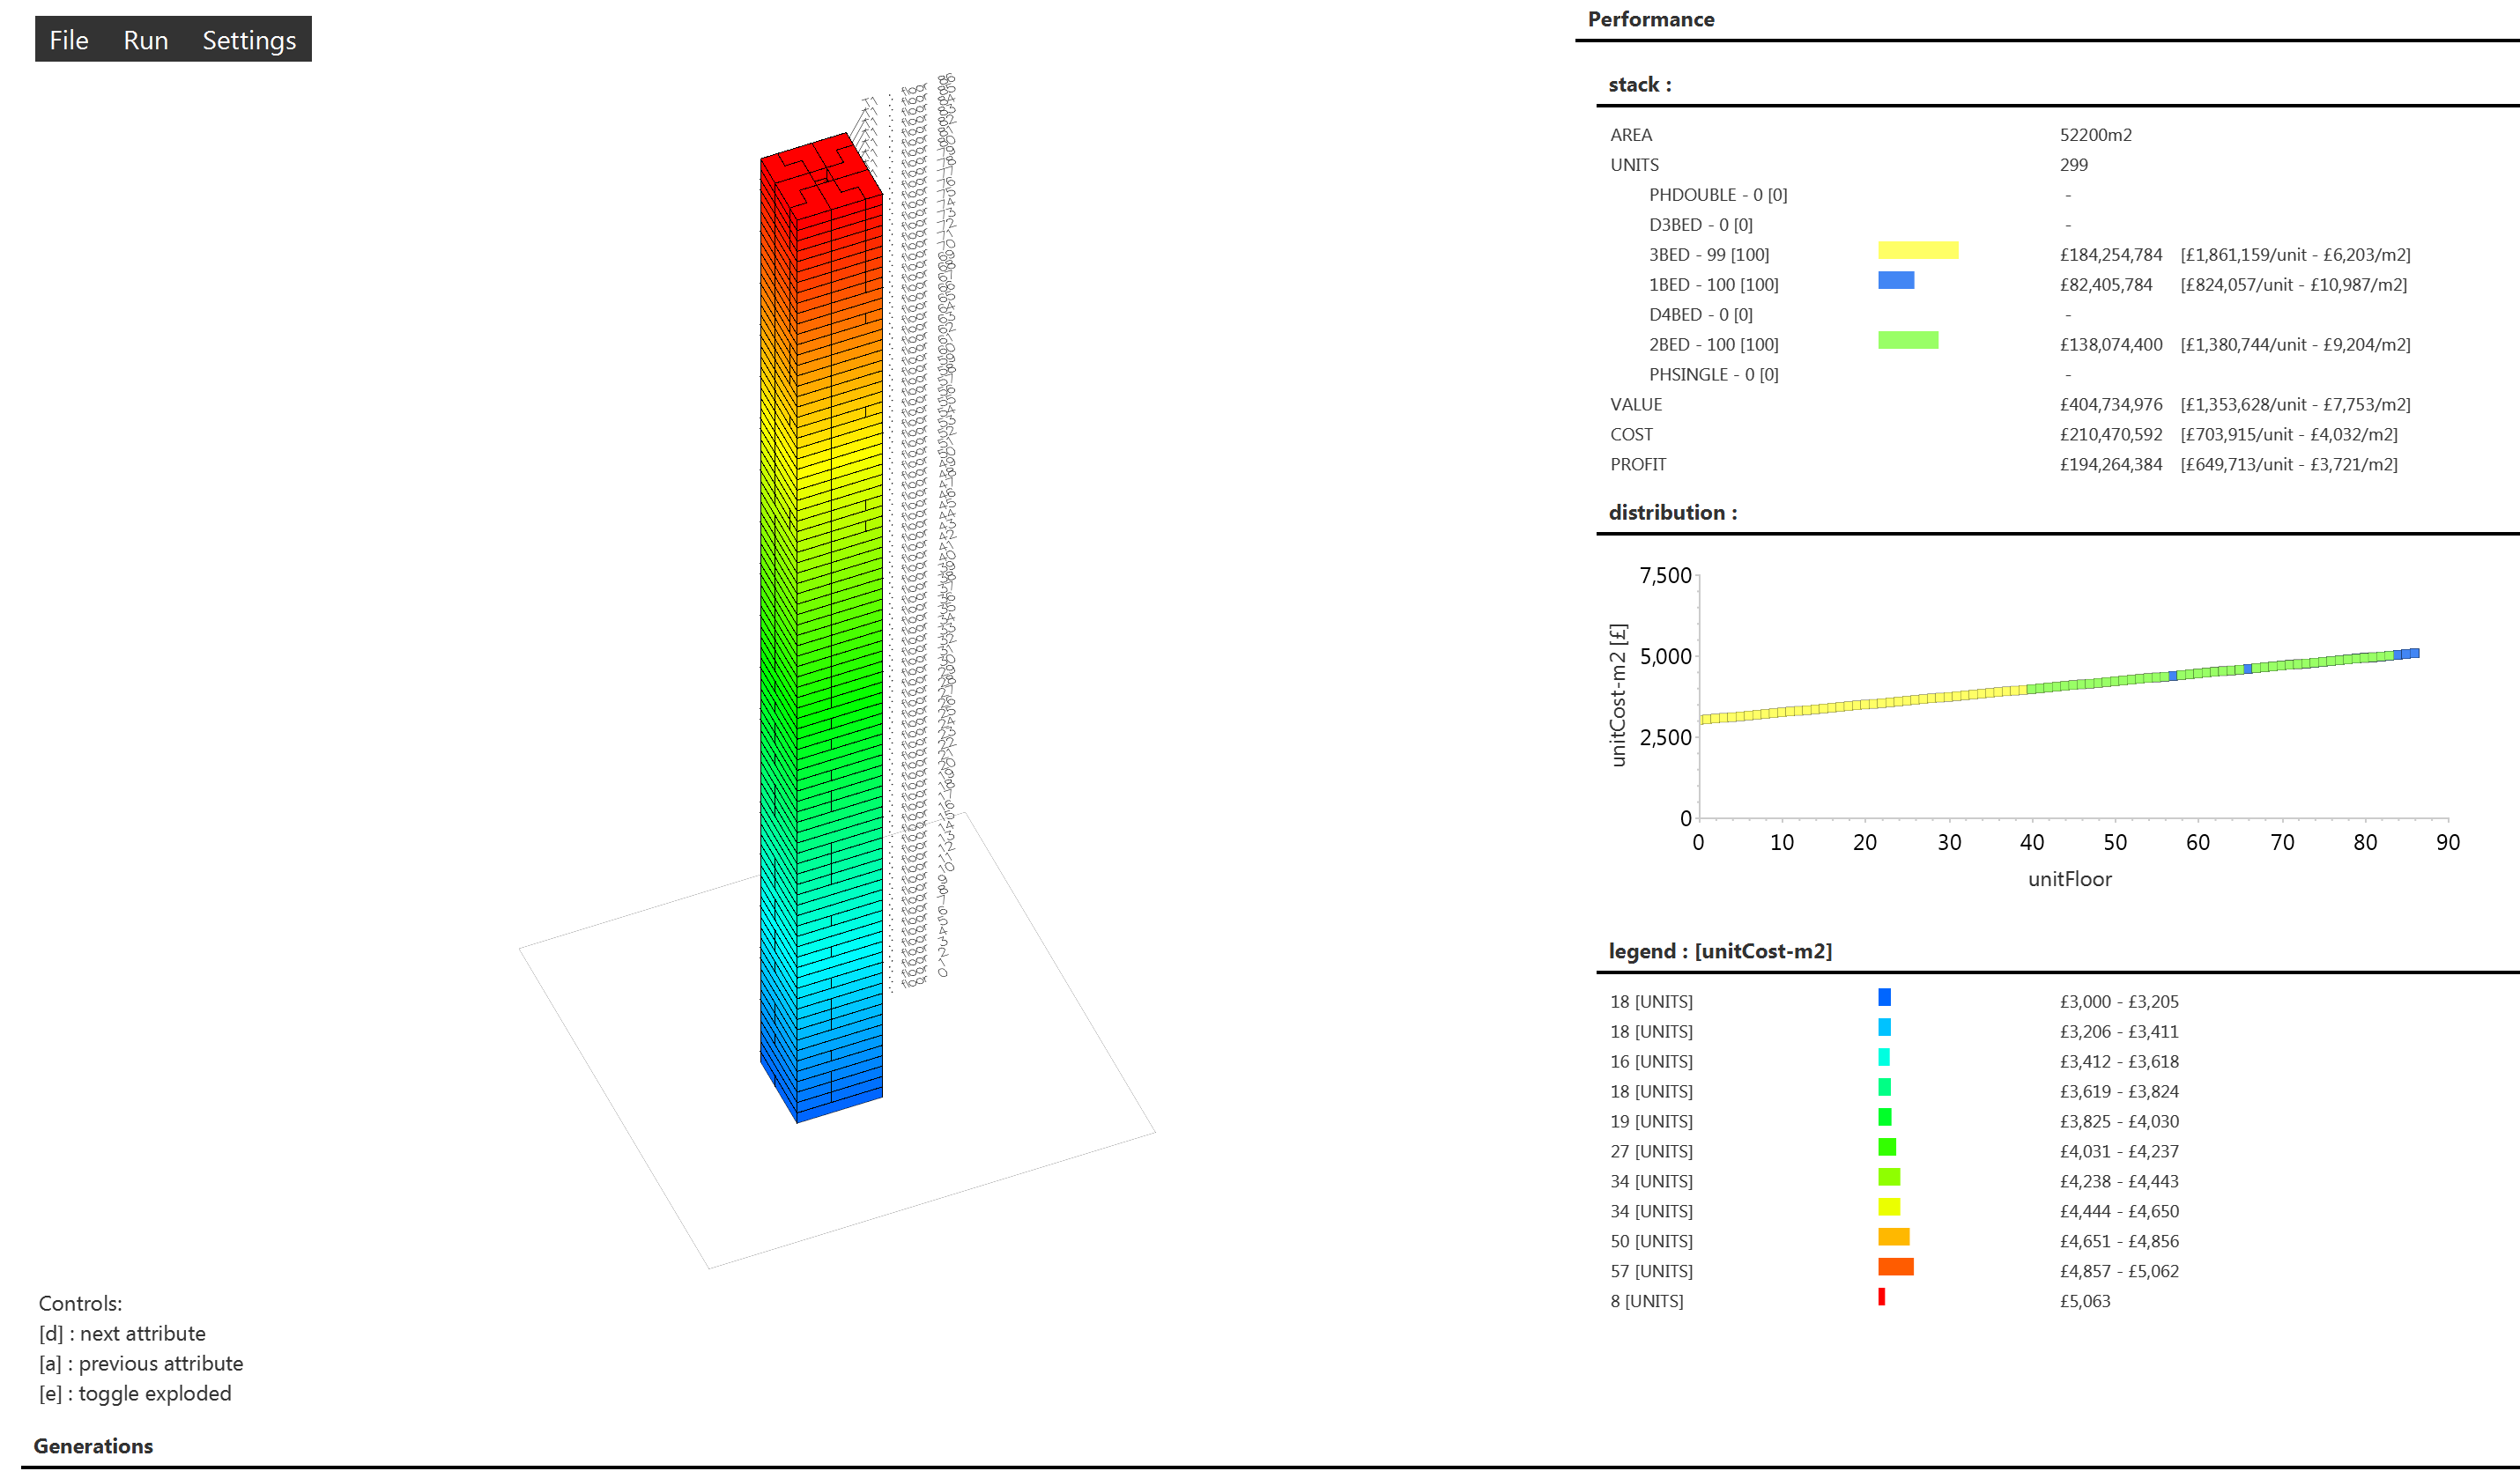 File Run Settings
Performance
stack :
AREA 52200m2
UNITS 299
PHDOUBLE - 0 [0] -
D3BED - 0 [0] -
3BED - 99 [100] £184,254,784 [£1,861,159/unit - £6,203/m2]
1BED - 100 [100] £82,405,784 [£824,057/unit - £10,987/m2]
D4BED - 0 [0] -
2BED - 100 [100] £138,074,400 [£1,380,744/unit - £9,204/m2]
PHSINGLE - 0 [0] -
VALUE £404,734,976 [£1,353,628/unit - £7,753/m2]
COST £210,470,592 [£703,915/unit - £4,032/m2]
PROFIT £194,264,384 [£649,713/unit - £3,721/m2]
distribution :
7,500
5,000
2,500
0
unitCost-m2 [£]
0 10 20 30 40 50 60 70 80 90
unitFloor
legend : [unitCost-m2]
18 [UNITS] £3,000 - £3,205
18 [UNITS] £3,206 - £3,411
16 [UNITS] £3,412 - £3,618
18 [UNITS] £3,619 - £3,824
19 [UNITS] £3,825 - £4,030
27 [UNITS] £4,031 - £4,237
34 [UNITS] £4,238 - £4,443
34 [UNITS] £4,444 - £4,650
50 [UNITS] £4,651 - £4,856
57 [UNITS] £4,857 - £5,062
8 [UNITS] £5,063
Controls:
[d] : next attribute
[a] : previous attribute
[e] : toggle exploded
Generations